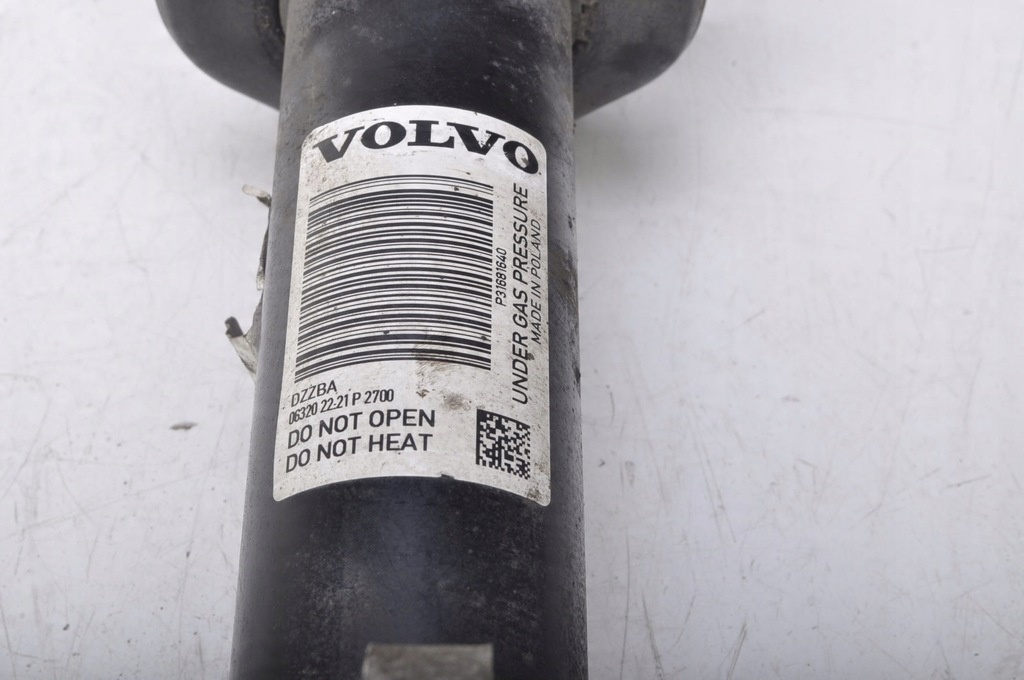 VOLVO
P31681640
UNDER GAS PRESSURE
MADE IN POLAND
DZZBA
06320 22-21 P 2700
DO NOT OPEN
DO NOT HEAT